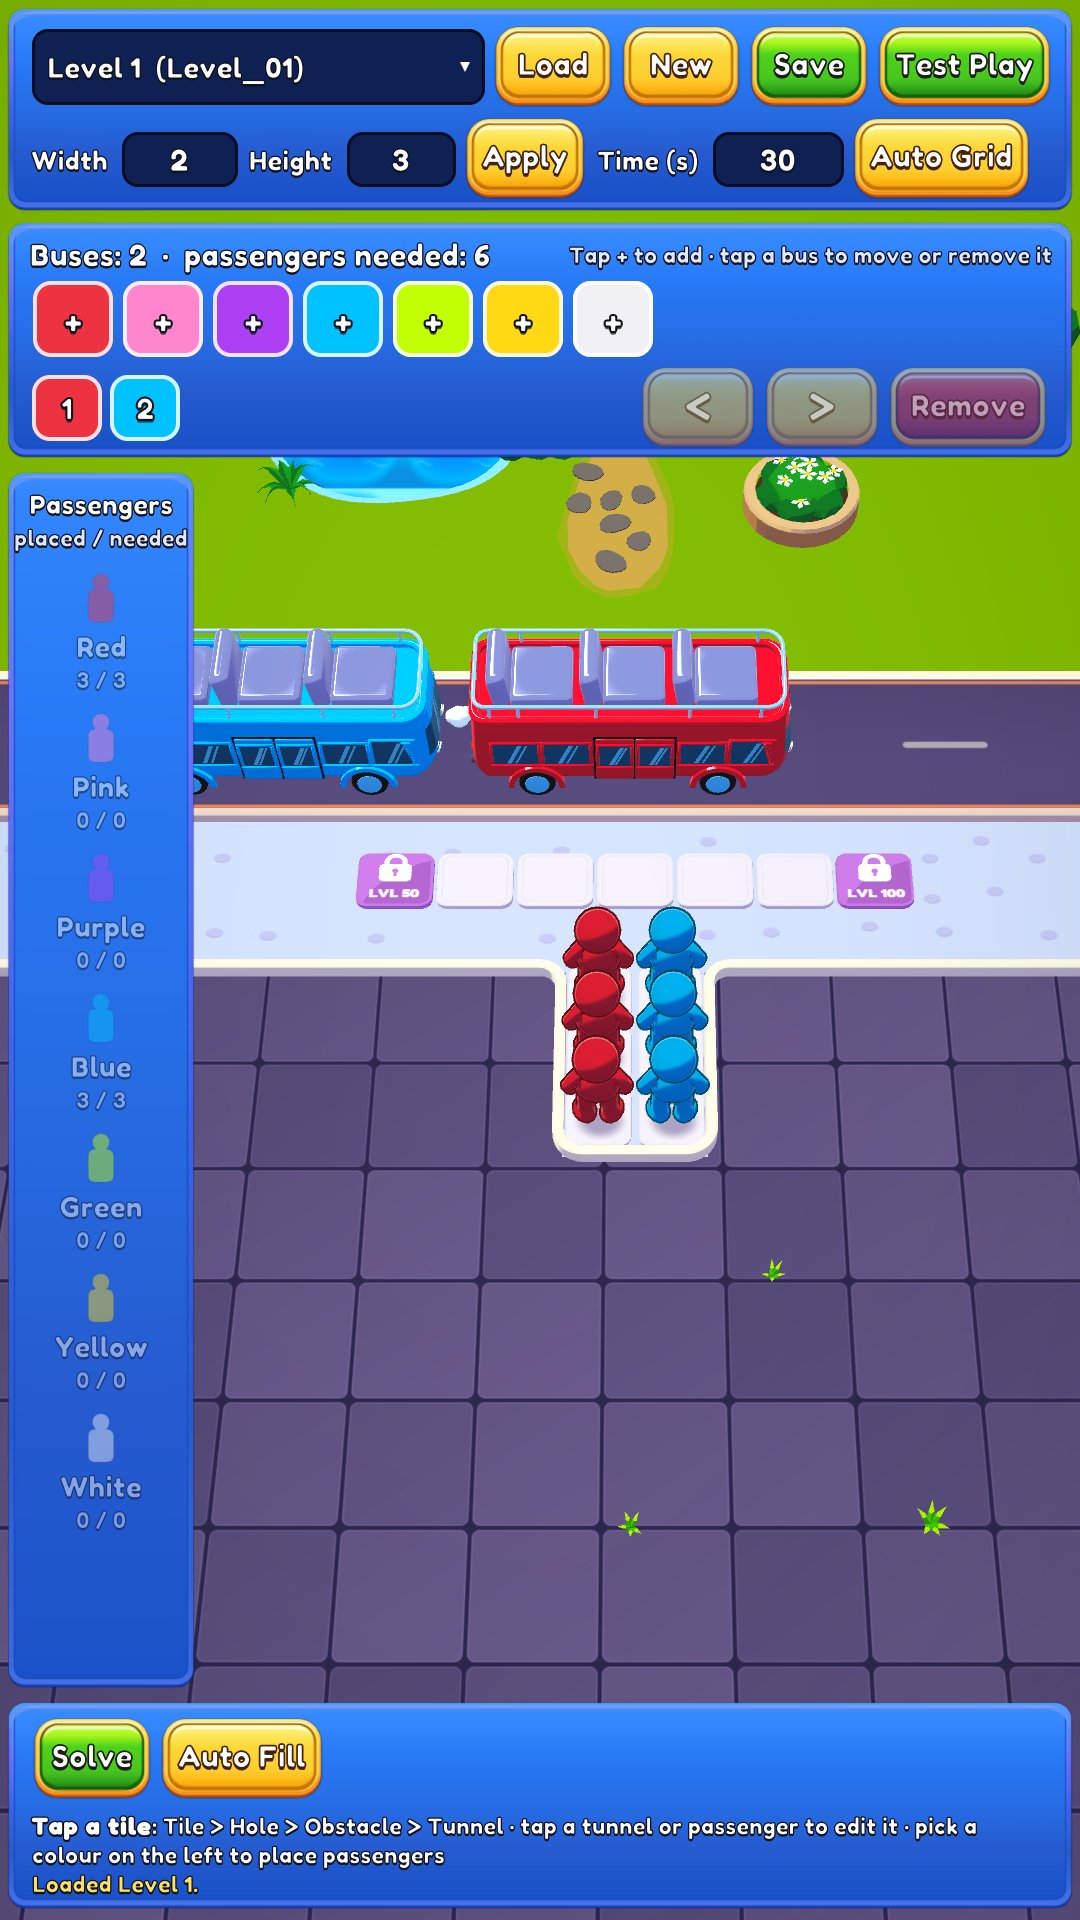 Level 1 (Level_01) ▼ Load New Save Test Play
Width 2 Height 3 Apply Time (s) 30 Auto Grid
Buses: 2 · passengers needed: 6 Tap + to add · tap a bus to move or remove it
+ + + + + + +
1 2 < > Remove
Passengers
placed / needed
Red
3 / 3
Pink
0 / 0
Purple
0 / 0
Blue
3 / 3
Green
0 / 0
Yellow
0 / 0
White
0 / 0
LVL 50 LVL 100
Solve Auto Fill
Tap a tile: Tile > Hole > Obstacle > Tunnel · tap a tunnel or passenger to edit it · pick a
colour on the left to place passengers
Loaded Level 1.